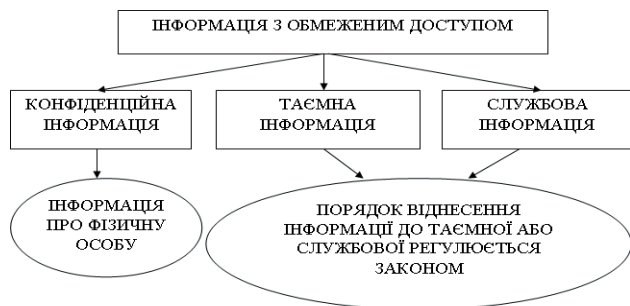 ІНФОРМАЦІЯ З ОБМЕЖЕНИМ ДОСТУПОМ
КОНФІДЕНЦІЙНА
ІНФОРМАЦІЯ
ТАЄМНА
ІНФОРМАЦІЯ
СЛУЖБОВА
ІНФОРМАЦІЯ
ІНФОРМАЦІЯ
ПРО ФІЗИЧНУ
ОСОБУ
ПОРЯДОК ВІДНЕСЕННЯ
ІНФОРМАЦІЇ ДО ТАЄМНОЇ АБО
СЛУЖБОВОЇ РЕГУЛЮЄТЬСЯ
ЗАКОНОМ